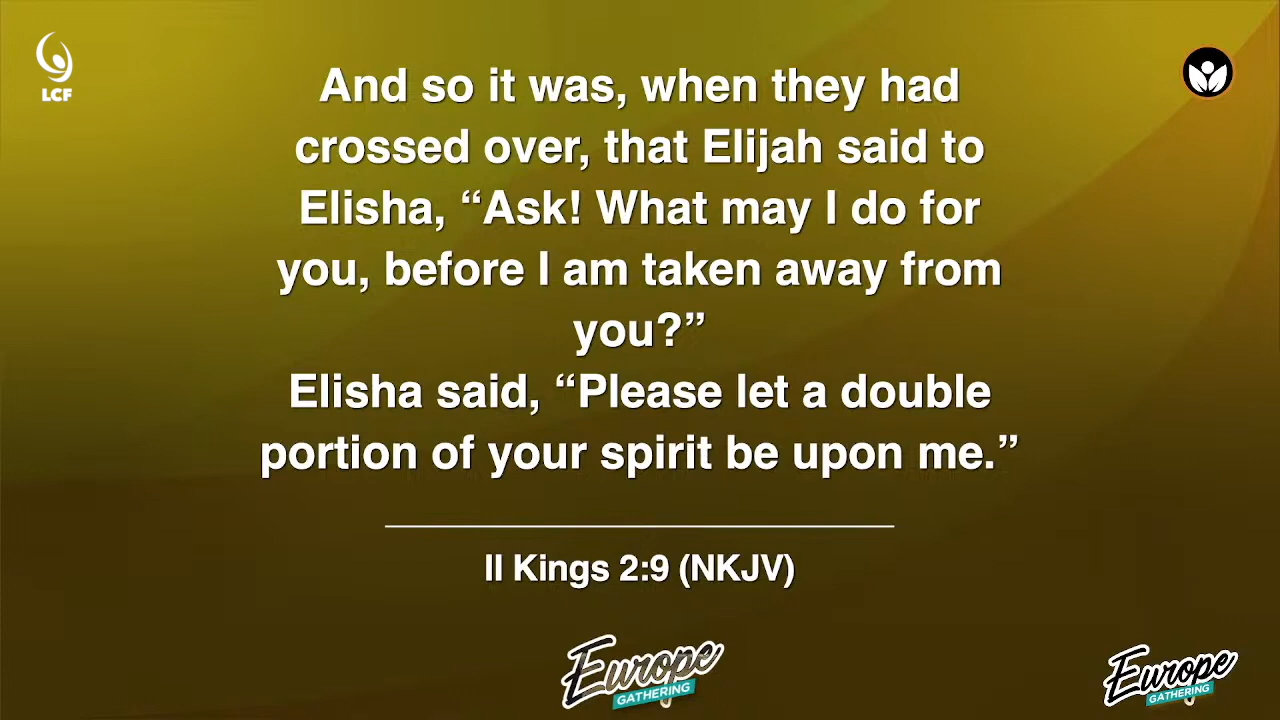 LCF
And so it was, when they had
crossed over, that Elijah said to
Elisha, “Ask! What may I do for
you, before I am taken away from
you?”
Elisha said, “Please let a double
portion of your spirit be upon me.”
II Kings 2:9 (NKJV)
Europe
GATHERING
Europe
GATHERING